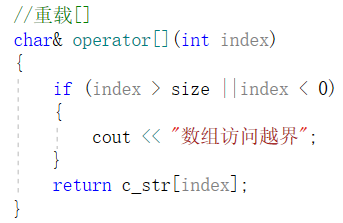 //重载[]
char& operator[](int index)
{
if (index > size ||index < 0)
{
cout << "数组访问越界";
}
return c_str[index];
}